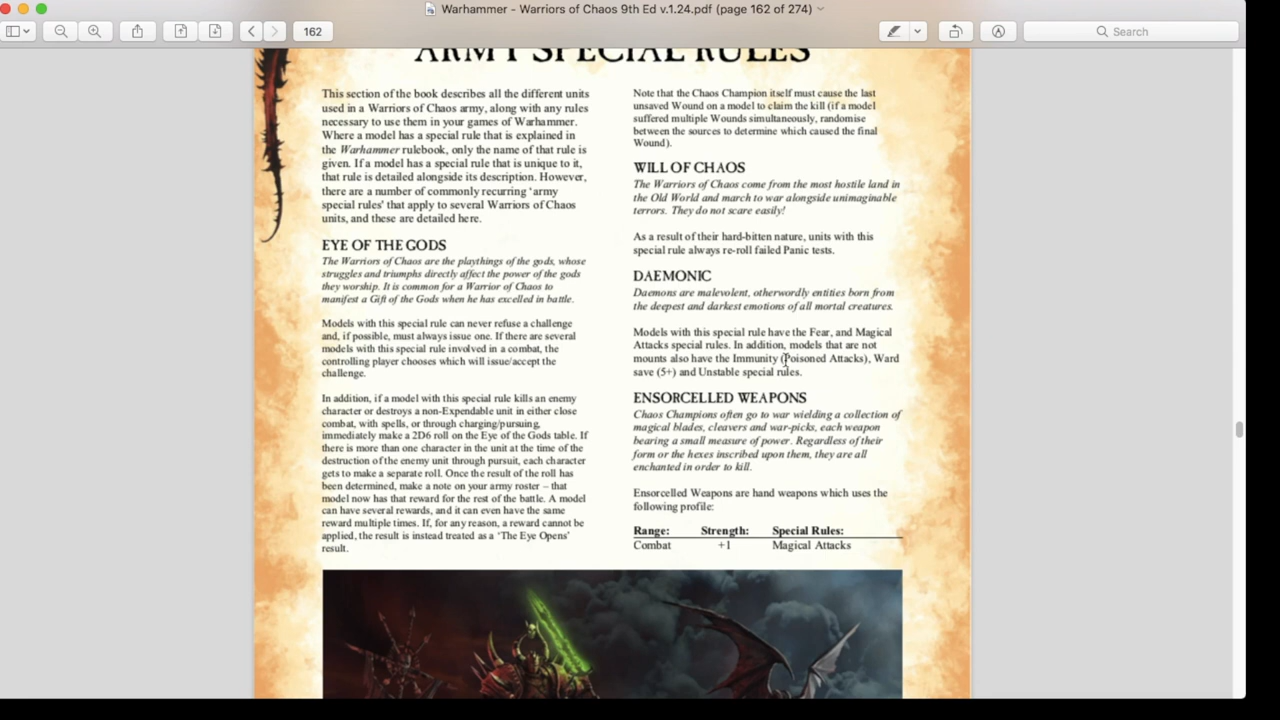 Warhammer - Warriors of Chaos 9th Ed v.1.24.pdf (page 162 of 274)
162
Search
ARMY SPECIAL RULES
This section of the book describes all the different units
used in a Warriors of Chaos army, along with any rules
necessary to use them in your games of Warhammer.
Where a model has a special rule that is explained in
the Warhammer rulebook, only the name of that rule is
given. If a model has a special rule that is unique to it,
that rule is detailed alongside its description. However,
there are a number of commonly recurring 'army
special rules' that apply to several Warriors of Chaos
units, and these are detailed here.
EYE OF THE GODS
The Warriors of Chaos are the playthings of the gods, whose
struggles and triumphs directly affect the power of the gods
they worship. It is common for a Warrior of Chaos to
manifest a Gift of the Gods when he has excelled in battle.
Models with this special rule can never refuse a challenge
and, if possible, must always issue one. If there are several
models with this special rule involved in a combat, the
controlling player chooses which will issue/accept the
challenge.
In addition, if a model with this special rule kills an enemy
character or destroys a non-Expendable unit in either close
combat, with spells, or through charging/pursuing,
immediately make a 2D6 roll on the Eye of the Gods table. If
there is more than one character in the unit at the time of the
destruction of the enemy unit through pursuit, each character
gets to make a separate roll. Once the result of the roll has
been determined, make a note on your army roster – that
model now has that reward for the rest of the battle. A model
can have several rewards, and it can even have the same
reward multiple times. If, for any reason, a reward cannot be
applied, the result is instead treated as a 'The Eye Opens'
result.
Note that the Chaos Champion itself must cause the last
unsaved Wound on a model to claim the kill (if a model
suffered multiple Wounds simultaneously, randomise
between the sources to determine which caused the final
Wound).
WILL OF CHAOS
The Warriors of Chaos come from the most hostile land in
the Old World and march to war alongside unimaginable
terrors. They do not scare easily!
As a result of their hard-bitten nature, units with this
special rule always re-roll failed Panic tests.
DAEMONIC
Daemons are malevolent, otherwordly entities born from
the deepest and darkest emotions of all mortal creatures.
Models with this special rule have the Fear, and Magical
Attacks special rules. In addition, models that are not
mounts also have the Immunity (Poisoned Attacks), Ward
save (5+) and Unstable special rules.
ENSORCELLED WEAPONS
Chaos Champions often go to war wielding a collection of
magical blades, cleavers and war-picks, each weapon
bearing a small measure of power. Regardless of their
form or the hexes inscribed upon them, they are all
enchanted in order to kill.
Ensorcelled Weapons are hand weapons which uses the
following profile:
Range: Strength: Special Rules:
Combat +1 Magical Attacks